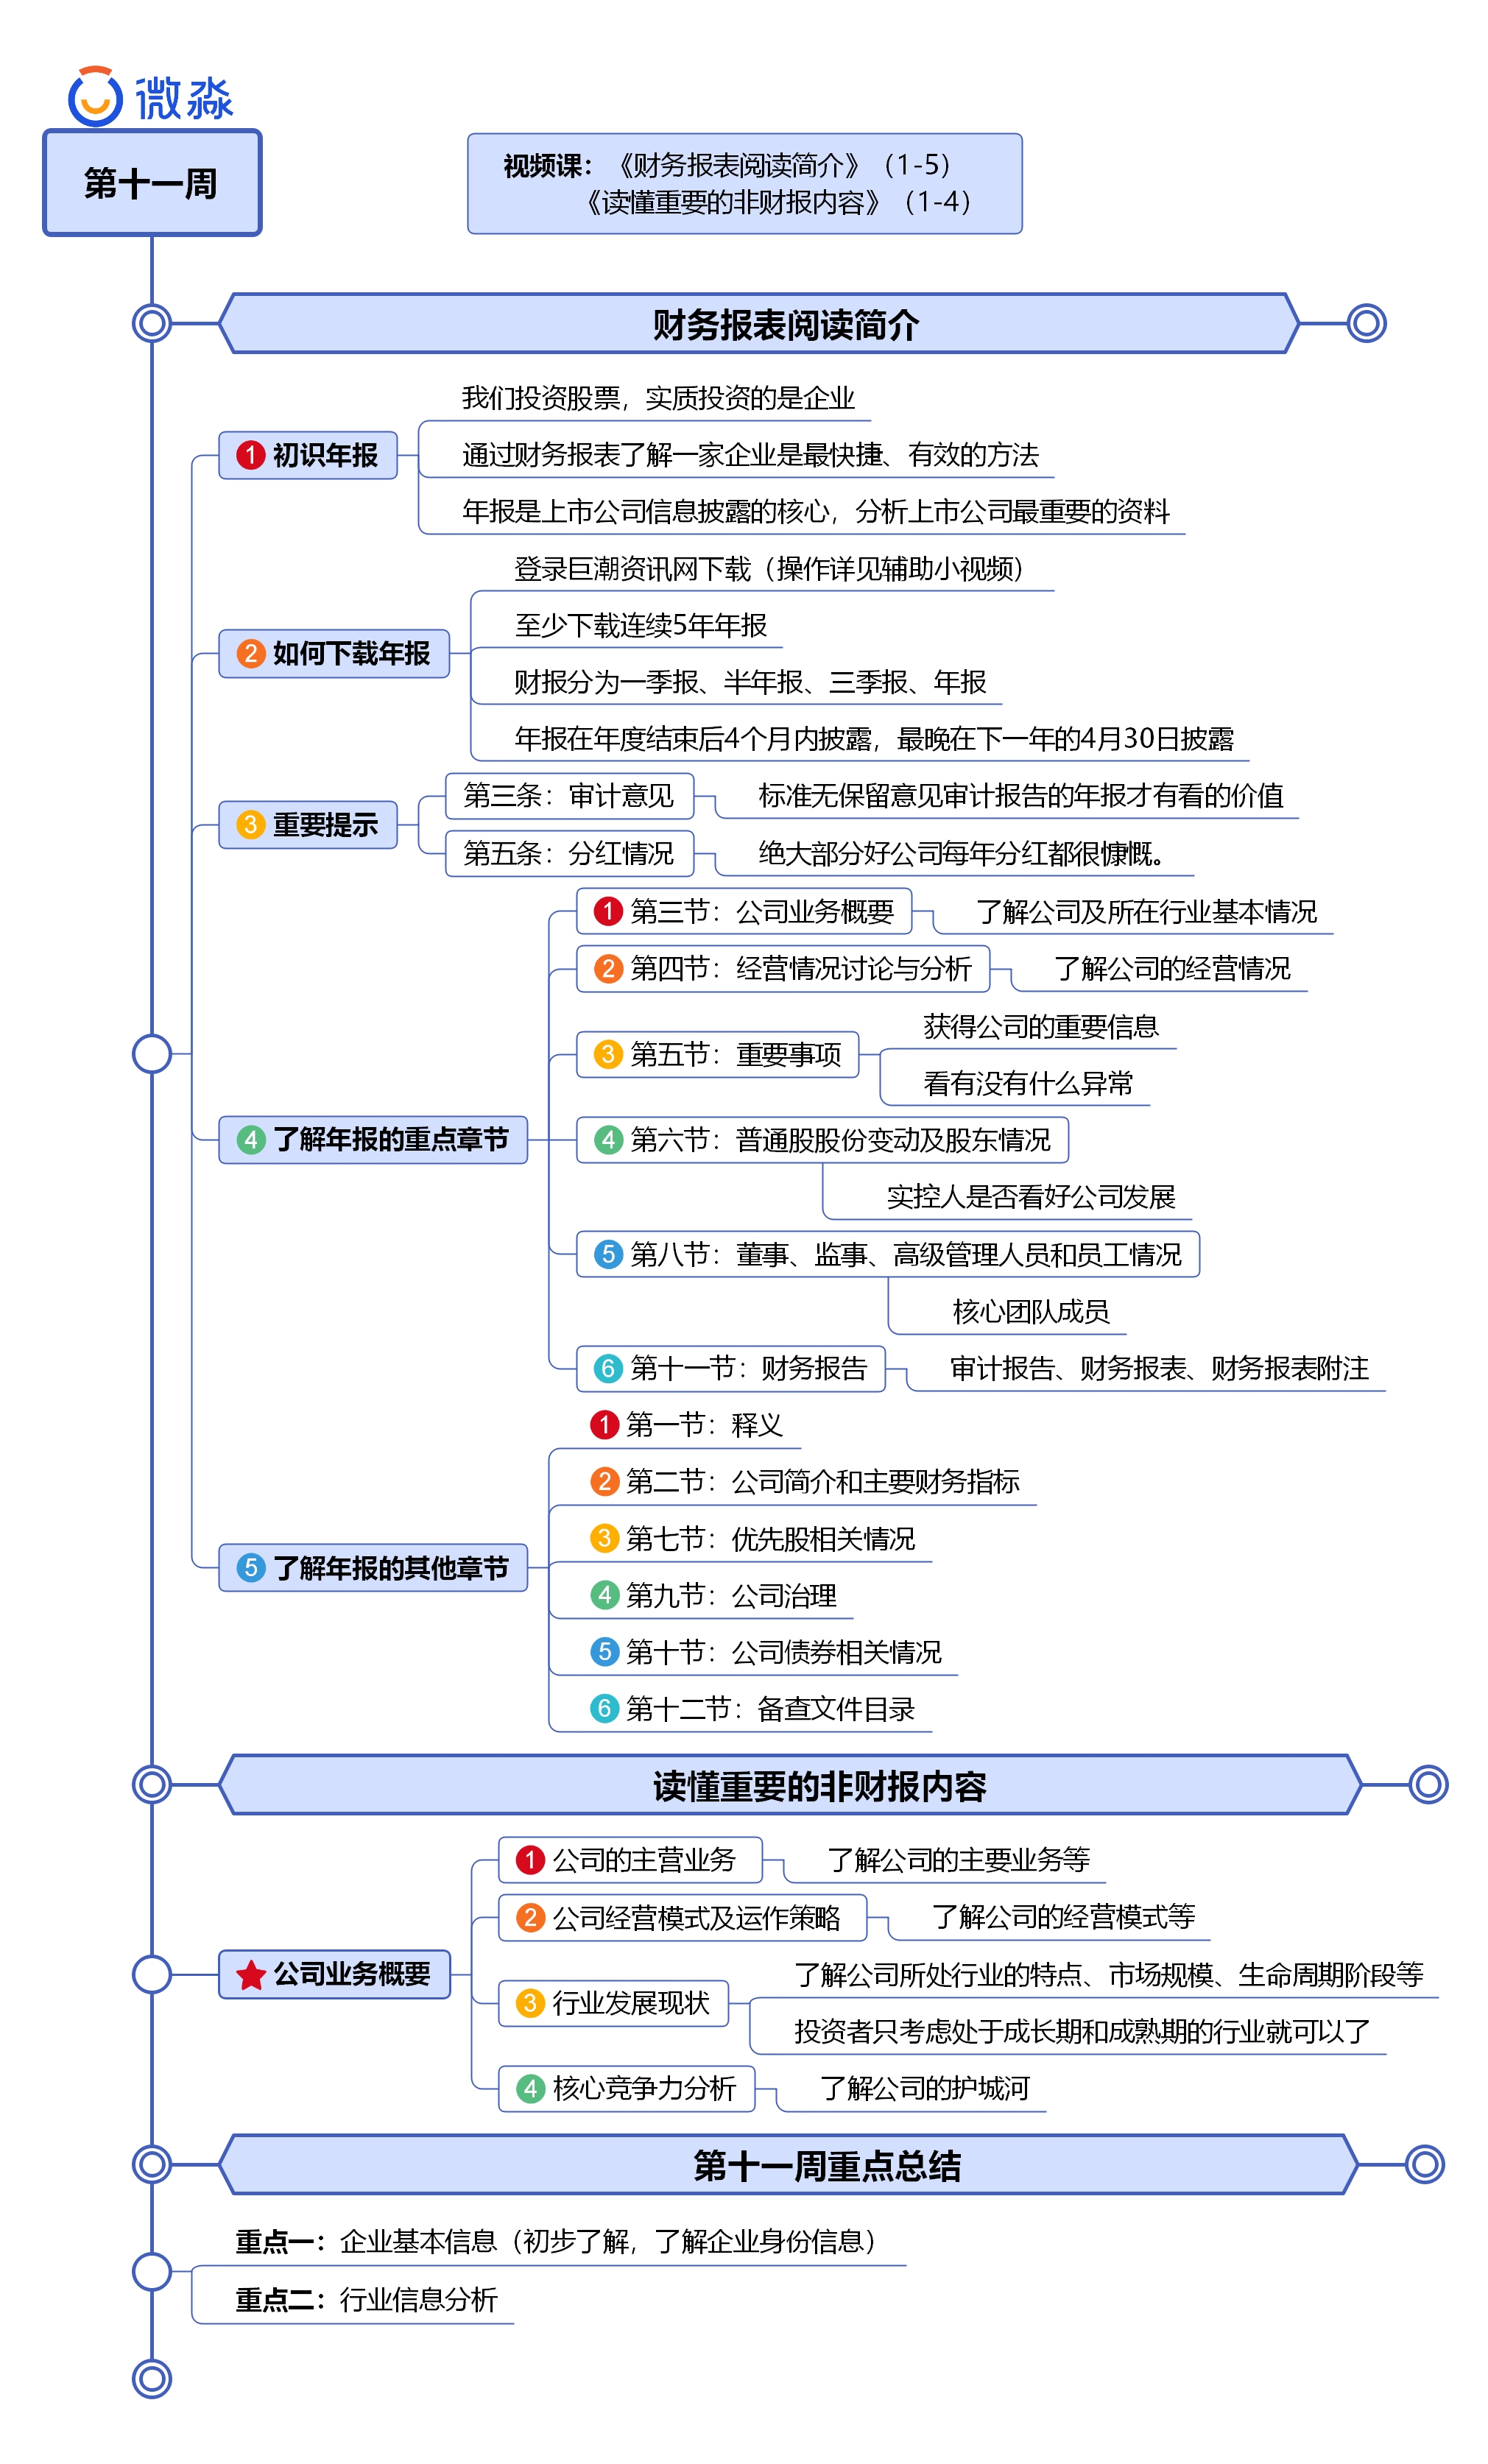 微淼
第十一周
视频课：《财务报表阅读简介》（1-5）
《读懂重要的非财报内容》（1-4）
财务报表阅读简介
1 初识年报
我们投资股票，实质投资的是企业
通过财务报表了解一家企业是最快捷、有效的方法
年报是上市公司信息披露的核心，分析上市公司最重要的资料
2 如何下载年报
登录巨潮资讯网下载（操作详见辅助小视频）
至少下载连续5年年报
财报分为一季报、半年报、三季报、年报
年报在年度结束后4个月内披露，最晚在下一年的4月30日披露
3 重要提示
第三条：审计意见
标准无保留意见审计报告的年报才有看的价值
第五条：分红情况
绝大部分好公司每年分红都很慷慨。
4 了解年报的重点章节
1 第三节：公司业务概要
了解公司及所在行业基本情况
2 第四节：经营情况讨论与分析
了解公司的经营情况
3 第五节：重要事项
获得公司的重要信息
看有没有什么异常
4 第六节：普通股股份变动及股东情况
实控人是否看好公司发展
5 第八节：董事、监事、高级管理人员和员工情况
核心团队成员
6 第十一节：财务报告
审计报告、财务报表、财务报表附注
5 了解年报的其他章节
1 第一节：释义
2 第二节：公司简介和主要财务指标
3 第七节：优先股相关情况
4 第九节：公司治理
5 第十节：公司债券相关情况
6 第十二节：备查文件目录
读懂重要的非财报内容
公司业务概要
1 公司的主营业务
了解公司的主要业务等
2 公司经营模式及运作策略
了解公司的经营模式等
3 行业发展现状
了解公司所处行业的特点、市场规模、生命周期阶段等
投资者只考虑处于成长期和成熟期的行业就可以了
4 核心竞争力分析
了解公司的护城河
第十一周重点总结
重点一：企业基本信息（初步了解，了解企业身份信息）
重点二：行业信息分析